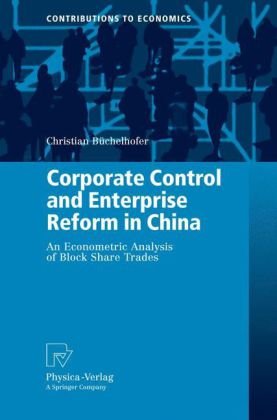 CONTRIBUTIONS TO ECONOMICS
Christian Büchelhofer
Corporate Control
and Enterprise
Reform in China
An Econometric Analysis
of Block Share Trades
Physica-Verlag
A Springer Company